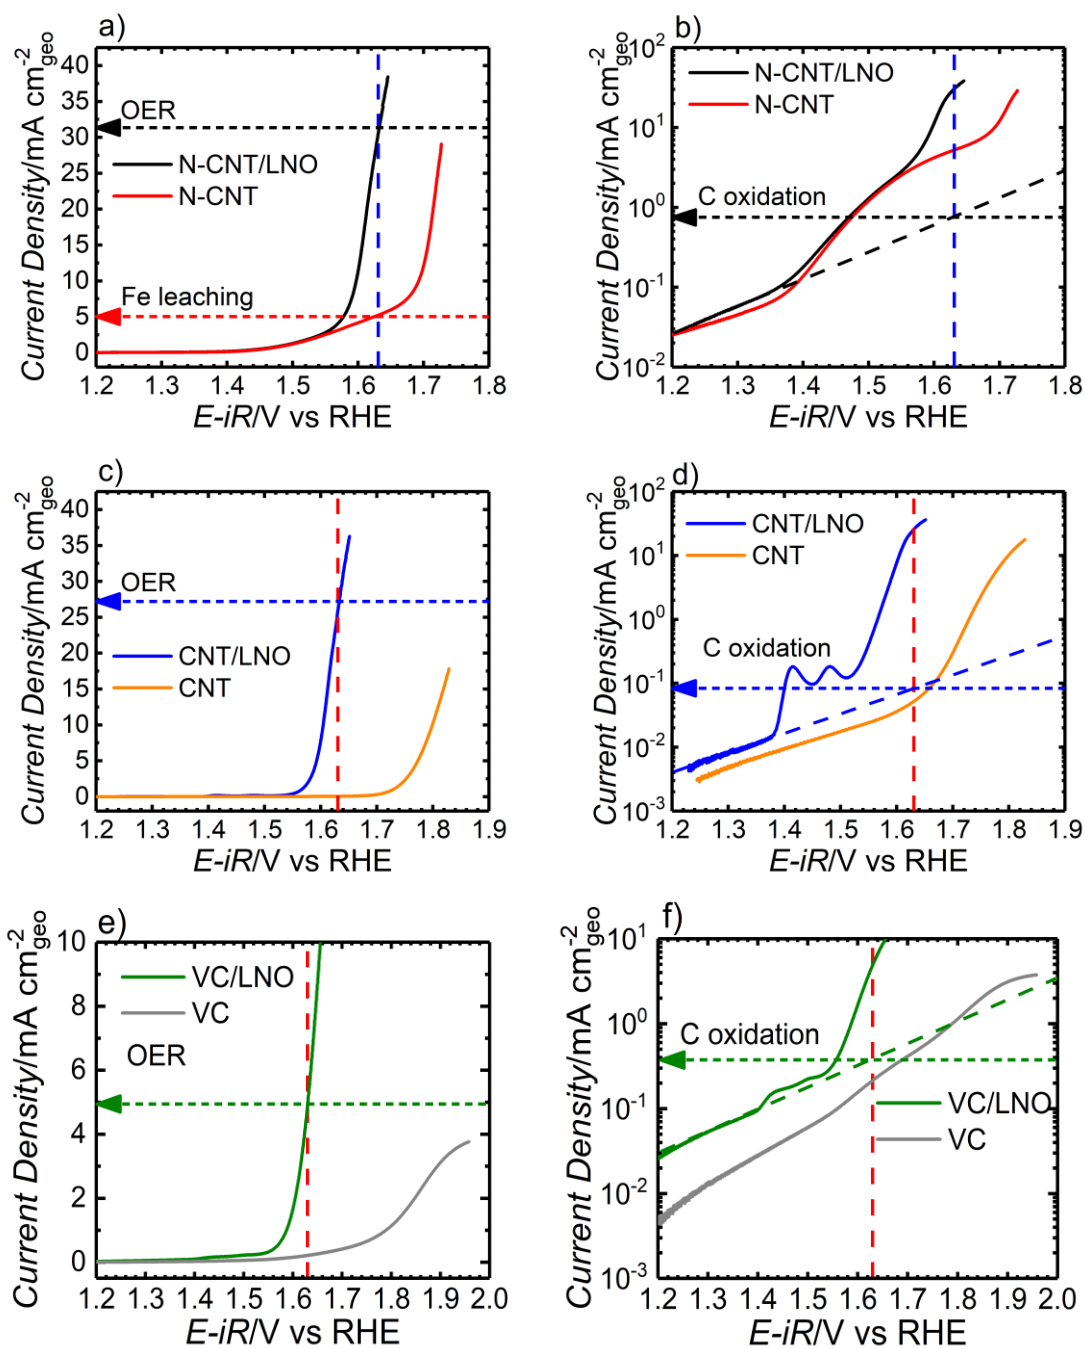 a)
Current Density/mA cm⁻²geo
40
35
30
25
20
15
10
5
0
OER
N-CNT/LNO
N-CNT
Fe leaching
1.2 1.3 1.4 1.5 1.6 1.7 1.8
E-iR/V vs RHE
b)
Current Density/mA cm⁻²geo
10²
10¹
10⁰
10⁻¹
10⁻²
N-CNT/LNO
N-CNT
C oxidation
1.2 1.3 1.4 1.5 1.6 1.7 1.8
E-iR/V vs RHE
c)
Current Density/mA cm⁻²geo
40
35
30
25
20
15
10
5
0
OER
CNT/LNO
CNT
1.2 1.3 1.4 1.5 1.6 1.7 1.8 1.9
E-iR/V vs RHE
d)
Current Density/mA cm⁻²geo
10²
10¹
10⁰
10⁻¹
10⁻²
10⁻³
CNT/LNO
CNT
C oxidation
1.2 1.3 1.4 1.5 1.6 1.7 1.8 1.9
E-iR/V vs RHE
e)
Current Density/mA cm⁻²geo
10
8
6
4
2
0
VC/LNO
VC
OER
1.2 1.3 1.4 1.5 1.6 1.7 1.8 1.9 2.0
E-iR/V vs RHE
f)
Current Density/mA cm⁻²geo
10¹
10⁰
10⁻¹
10⁻²
10⁻³
C oxidation
VC/LNO
VC
1.2 1.3 1.4 1.5 1.6 1.7 1.8 1.9 2.0
E-iR/V vs RHE